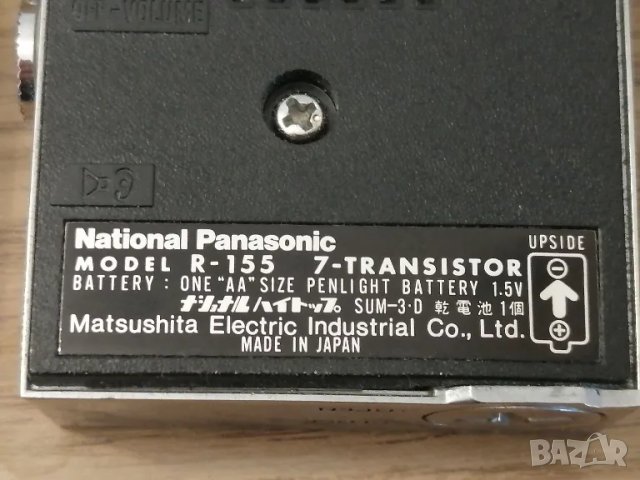 OFF-VOLUME
National Panasonic
MODEL R-155 7-TRANSISTOR
BATTERY : ONE "AA" SIZE PENLIGHT BATTERY 1.5V
ナショナル ハイトップ SUM-3·D 乾電池1個
Matsushita Electric Industrial Co., Ltd.
MADE IN JAPAN
UPSIDE
BAZAR